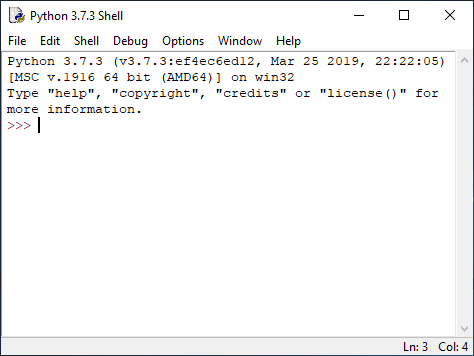 Python 3.7.3 Shell
File Edit Shell Debug Options Window Help
Python 3.7.3 (v3.7.3:ef4ec6ed12, Mar 25 2019, 22:22:05)
[MSC v.1916 64 bit (AMD64)] on win32
Type "help", "copyright", "credits" or "license()" for
more information.
>>>
Ln: 3 Col: 4